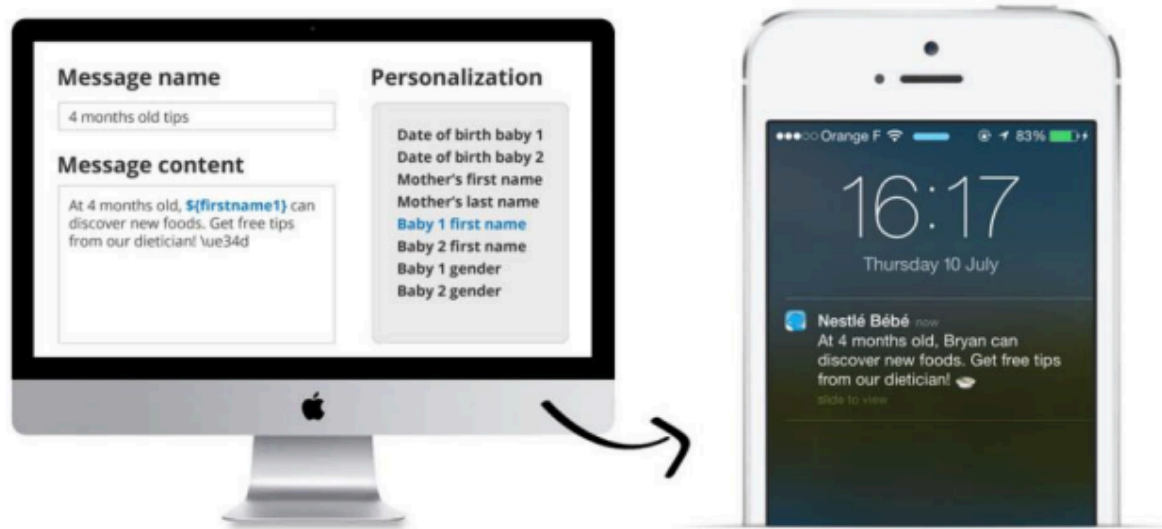 Message name
4 months old tips
Message content
At 4 months old, ${firstname1} can
discover new foods. Get free tips
from our dietician! \ue34d
Personalization
Date of birth baby 1
Date of birth baby 2
Mother's first name
Mother's last name
Baby 1 first name
Baby 2 first name
Baby 1 gender
Baby 2 gender
Orange F 83%
16:17
Thursday 10 July
Nestlé Bébé now
At 4 months old, Bryan can
discover new foods. Get free tips
from our dietician!
slide to view